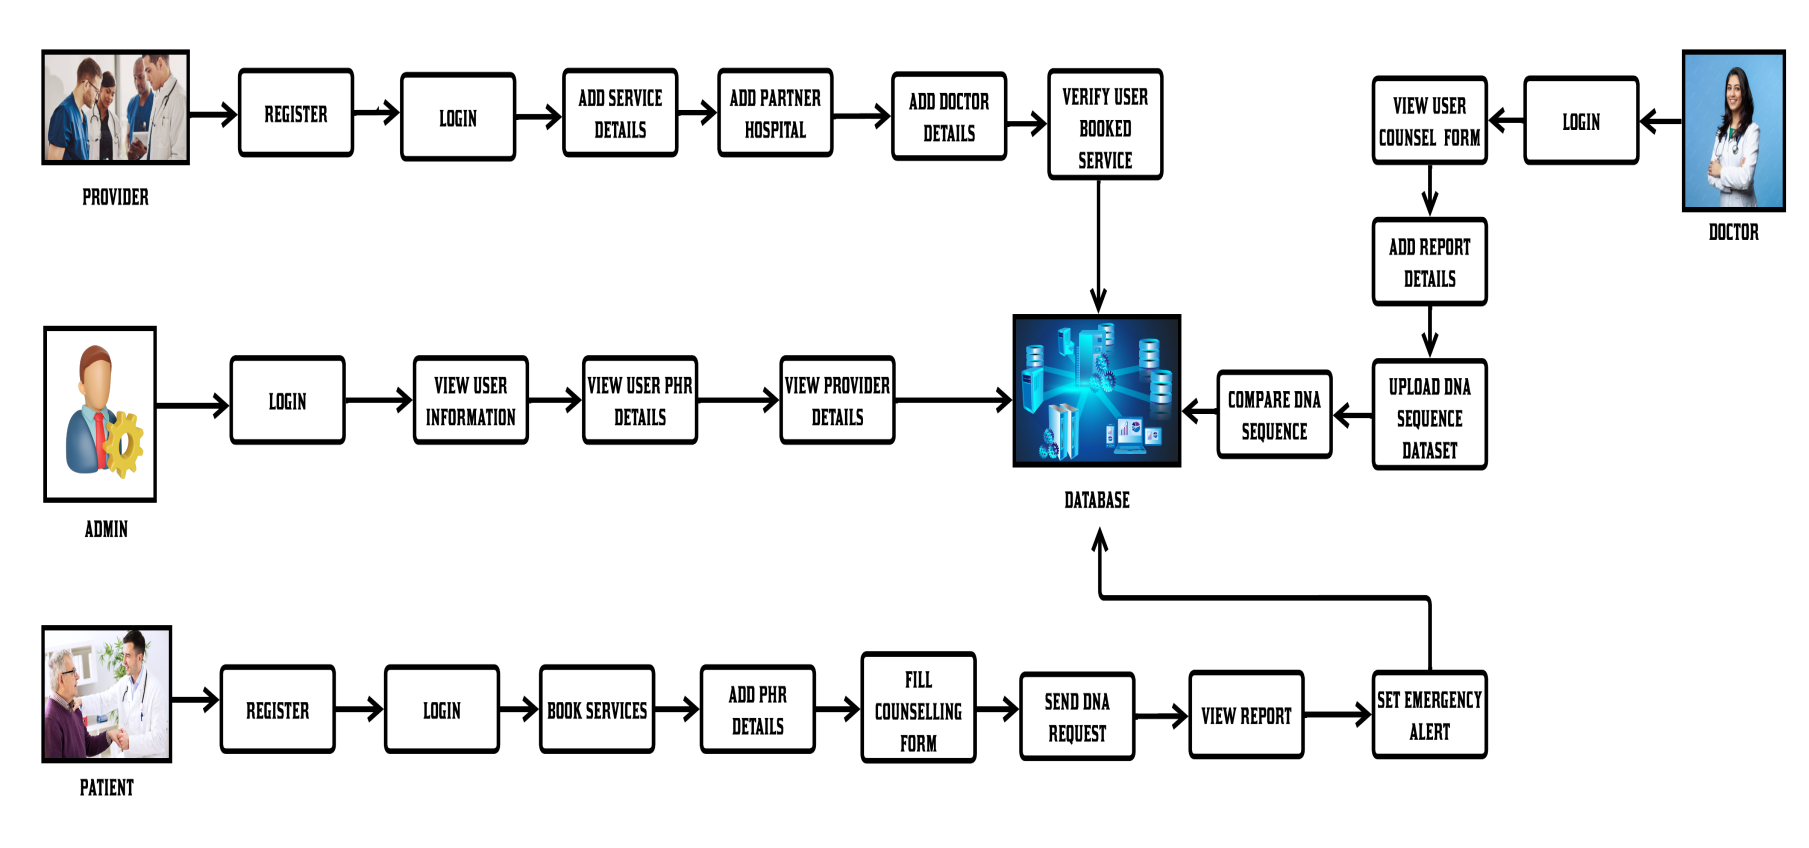 REGISTER
LOGIN
ADD SERVICE
DETAILS
ADD PARTNER
HOSPITAL
ADD DOCTOR
DETAILS
VERIFY USER
BOOKED
SERVICE
PROVIDER
VIEW USER
COUNSEL FORM
LOGIN
DOCTOR
ADD REPORT
DETAILS
UPLOAD DNA
SEQUENCE
DATASET
COMPARE DNA
SEQUENCE
LOGIN
VIEW USER
INFORMATION
VIEW USER PHR
DETAILS
VIEW PROVIDER
DETAILS
DATABASE
ADMIN
REGISTER
LOGIN
BOOK SERVICES
ADD PHR
DETAILS
FILL
COUNSELLING
FORM
SEND DNA
REQUEST
VIEW REPORT
SET EMERGENCY
ALERT
PATIENT